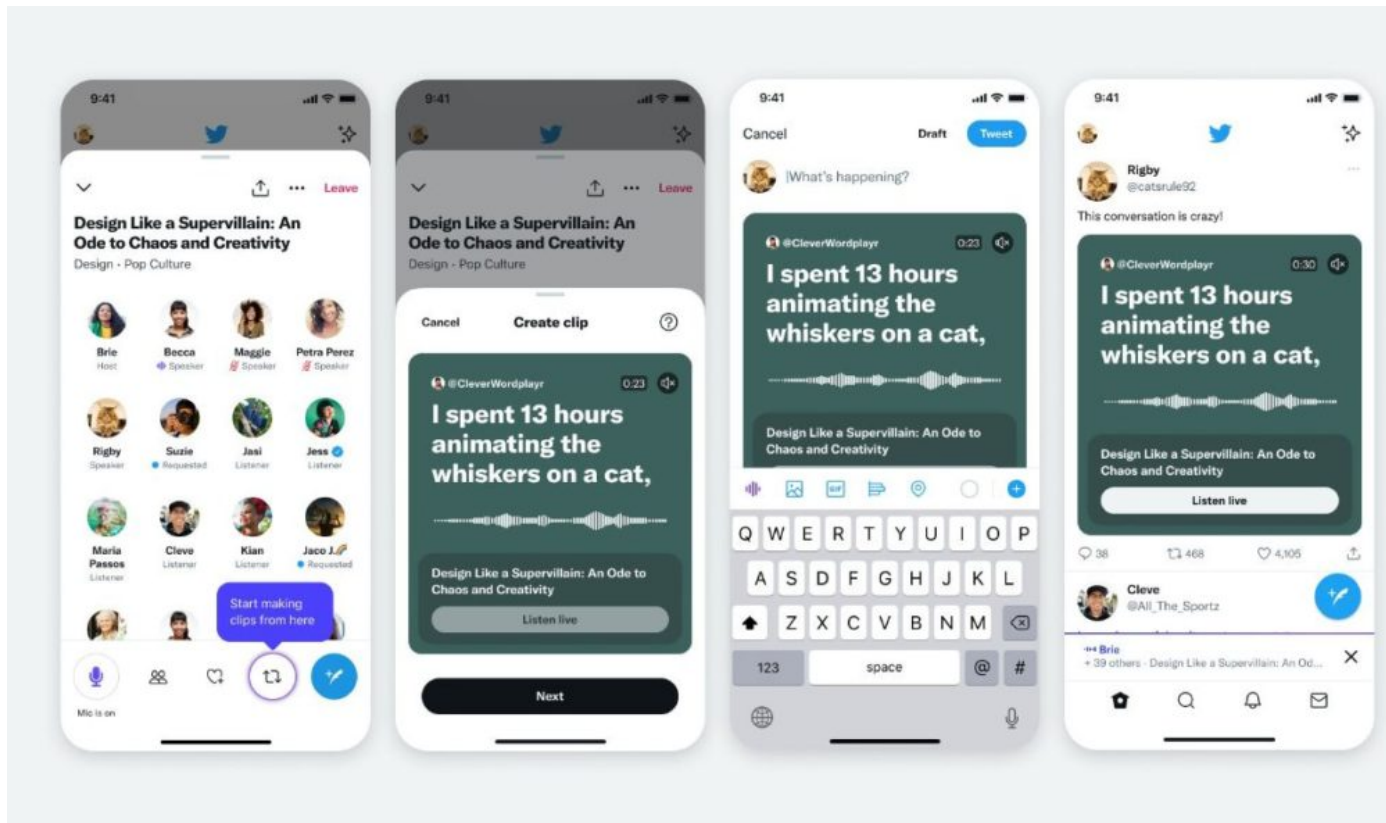 9:41
Leave
Design Like a Supervillain: An
Ode to Chaos and Creativity
Design - Pop Culture
Brie
Host
Becca
Speaker
Maggie
Speaker
Petra Perez
Speaker
Rigby
Speaker
Suzie
Requested
Jasi
Listener
Jess
Listener
Maria
Passos
Listener
Cleve
Listener
Kian
Listener
Jaco J.
Requested
Start making
clips from here
Mic is on
9:41
Leave
Design Like a Supervillain: An
Ode to Chaos and Creativity
Design - Pop Culture
Cancel
Create clip
?
@CleverWordplayr
0:23
I spent 13 hours
animating the
whiskers on a cat,
Design Like a Supervillain: An Ode to
Chaos and Creativity
Listen live
Next
9:41
Cancel
Draft
Tweet
What's happening?
@CleverWordplayr
0:23
I spent 13 hours
animating the
whiskers on a cat,
Design Like a Supervillain: An Ode to
Chaos and Creativity
GIF
Q W E R T Y U I O P
A S D F G H J K L
Z X C V B N M
123 space @ #
9:41
Rigby
@catsrule92
This conversation is crazy!
@CleverWordplayr
0:30
I spent 13 hours
animating the
whiskers on a cat,
Design Like a Supervillain: An Ode to
Chaos and Creativity
Listen live
38 468 4,105
Cleve
@All_The_Sportz
Brie
+ 39 others - Design Like a Supervillain: An Od...